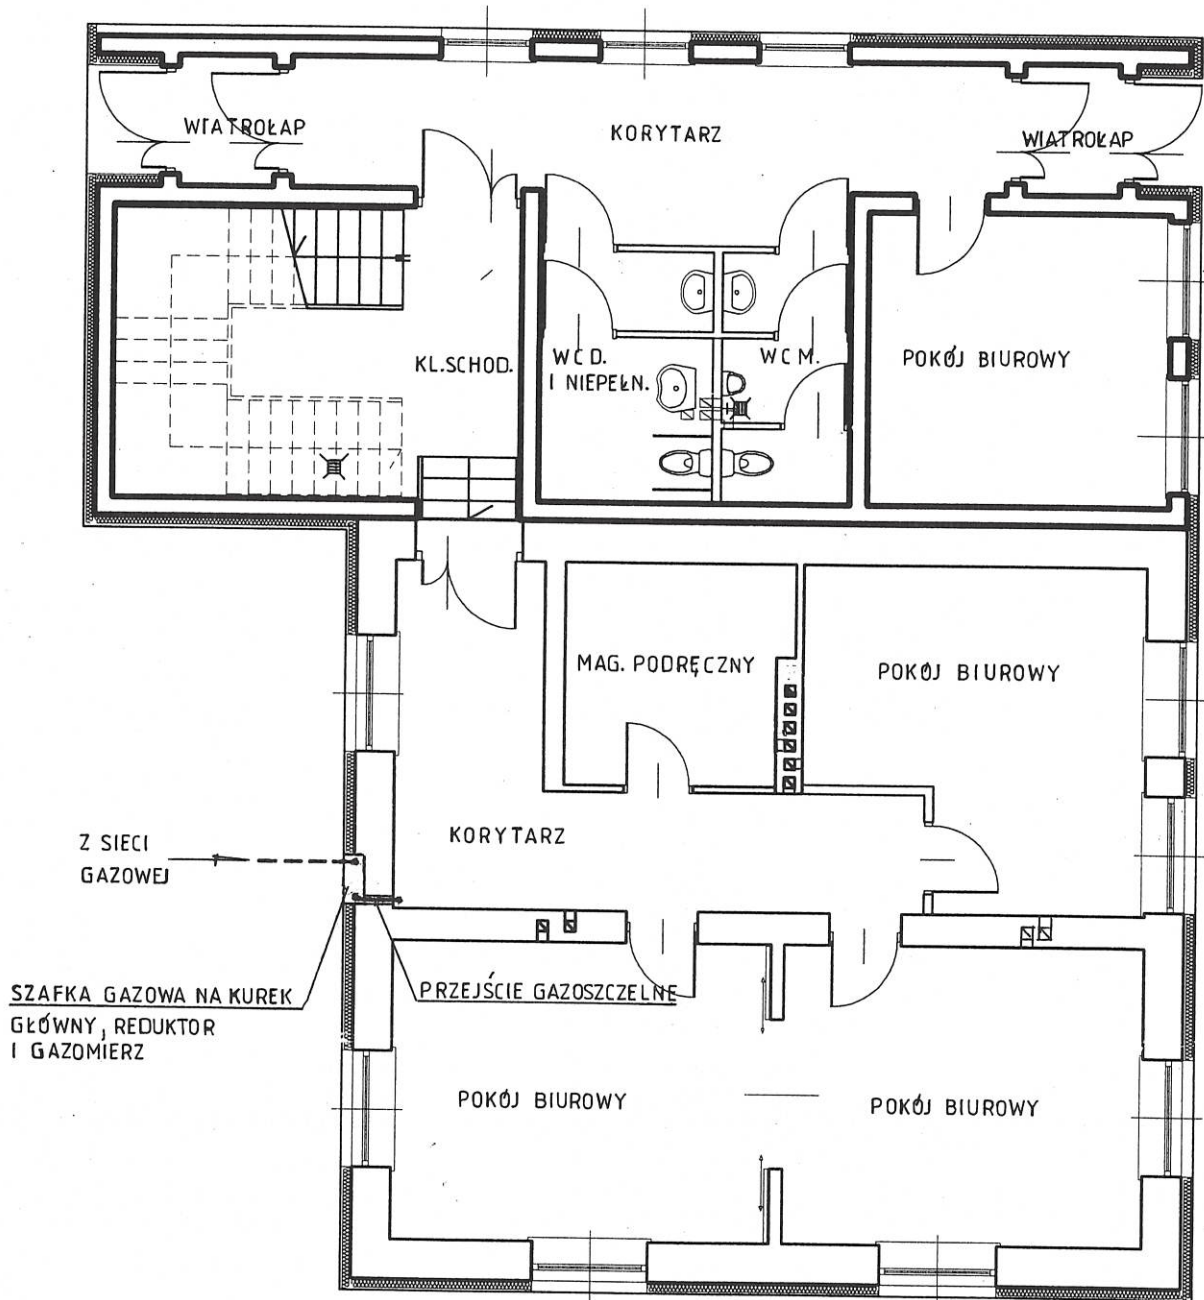 WIATROŁAP
KORYTARZ
WIATROŁAP
KL.SCHOD.
WC D.
I NIEPEŁN.
WC M.
POKÓJ BIUROWY
MAG. PODRĘCZNY
POKÓJ BIUROWY
KORYTARZ
Z SIECI
GAZOWEJ
SZAFKA GAZOWA NA KUREK
GŁÓWNY, REDUKTOR
I GAZOMIERZ
PRZEJŚCIE GAZOSZCZELNE
POKÓJ BIUROWY
POKÓJ BIUROWY